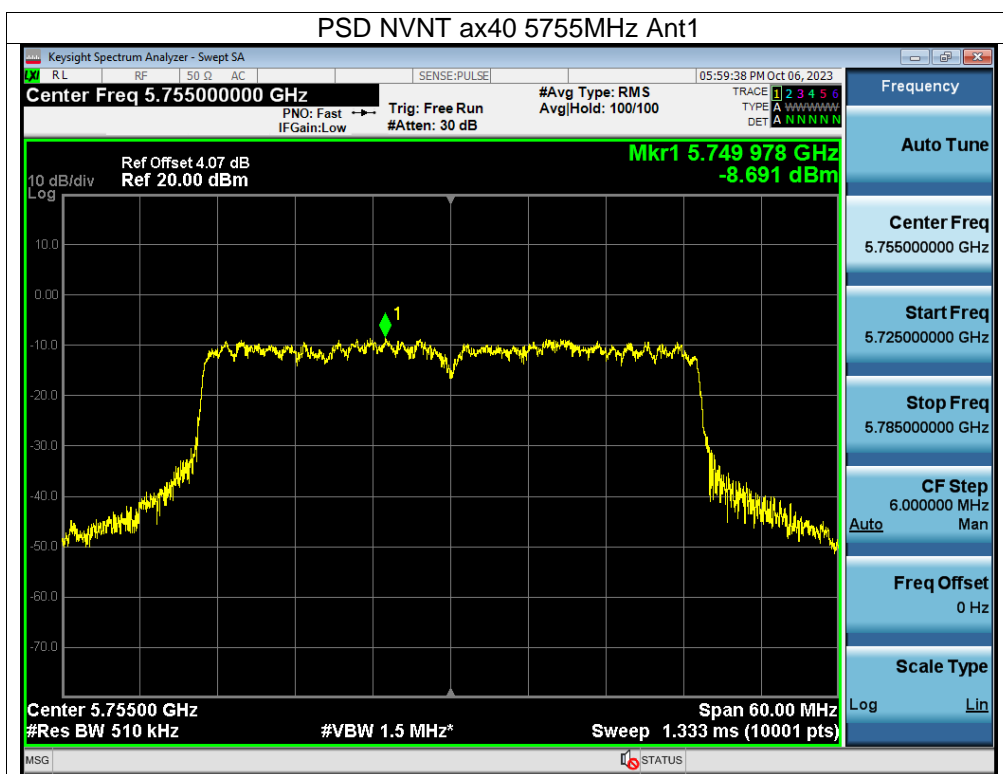 PSD NVNT ax40 5755MHz Ant1
Keysight Spectrum Analyzer - Swept SA
LXI RL RF 50 Ω AC SENSE:PULSE 05:59:38 PM Oct 06, 2023
Center Freq 5.755000000 GHz
PNO: Fast
IFGain:Low
Trig: Free Run
#Atten: 30 dB
#Avg Type: RMS
Avg|Hold: 100/100
TRACE 1 2 3 4 5 6
TYPE A WWWWW
DET A N N N N N
Mkr1 5.749 978 GHz
-8.691 dBm
Ref Offset 4.07 dB
10 dB/div Ref 20.00 dBm
Log
10.0
0.00
-10.0
-20.0
-30.0
-40.0
-50.0
-60.0
-70.0
1
Center 5.75500 GHz Span 60.00 MHz
#Res BW 510 kHz #VBW 1.5 MHz* Sweep 1.333 ms (10001 pts)
MSG STATUS
Frequency
Auto Tune
Center Freq
5.755000000 GHz
Start Freq
5.725000000 GHz
Stop Freq
5.785000000 GHz
CF Step
6.000000 MHz
Auto Man
Freq Offset
0 Hz
Scale Type
Log Lin